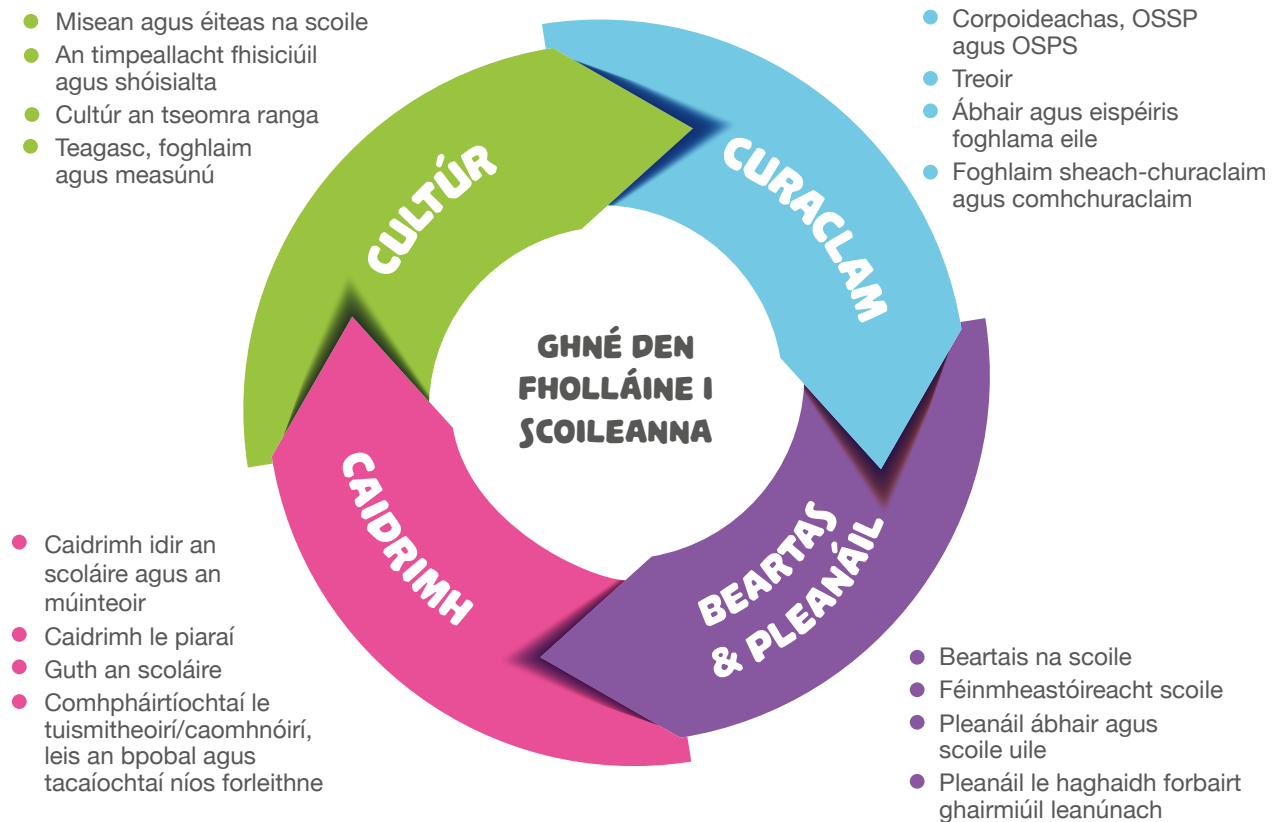 Misean agus éiteas na scoile
An timpeallacht fhisiciúil
agus shóisialta
Cultúr an tseomra ranga
Teagasc, foghlaim
agus measúnú
CULTÚR
Corpoideachas, OSSP
agus OSPS
Treoir
Ábhair agus eispéiris
foghlama eile
Foghlaim sheach-churaclaim
agus comhchuraclaim
CURACLAM
GHNÉ DEN
FHOLLÁINE I
SCOILEANNA
CAIDRIMH
Caidrimh idir an
scoláire agus an
múinteoir
Caidrimh le piaraí
Guth an scoláire
Comhpháirtíochtaí le
tuismitheoirí/caomhnóirí,
leis an bpobal agus
tacaíochtaí níos forleithne
BEARTAS
& PLEANÁIL
Beartais na scoile
Féinmheastóireacht scoile
Pleanáil ábhair agus
scoile uile
Pleanáil le haghaidh forbairt
ghairmiúil leanúnach